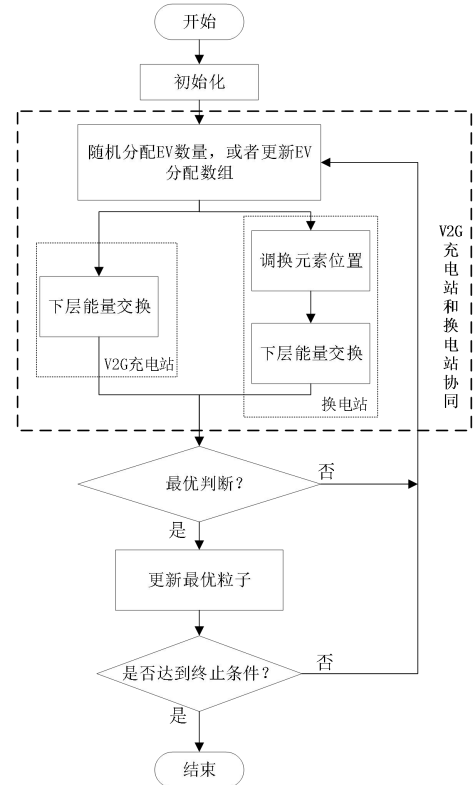 开始
初始化
随机分配EV数量，或者更新EV
分配数组
V2G
充
电
站
和
换
电
站
协
同
调换元素位置
下层能量交换
下层能量交换
V2G充电站
换电站
最优判断？
否
是
更新最优粒子
是否达到终止条件？
否
是
结束